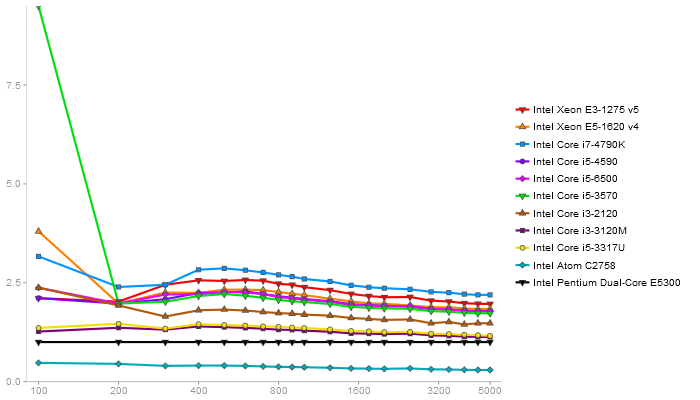 7.5
5.0
2.5
0.0
100 200 400 800 1600 3200 5000
Intel Xeon E3-1275 v5
Intel Xeon E5-1620 v4
Intel Core i7-4790K
Intel Core i5-4590
Intel Core i5-6500
Intel Core i5-3570
Intel Core i3-2120
Intel Core i3-3120M
Intel Core i5-3317U
Intel Atom C2758
Intel Pentium Dual-Core E5300